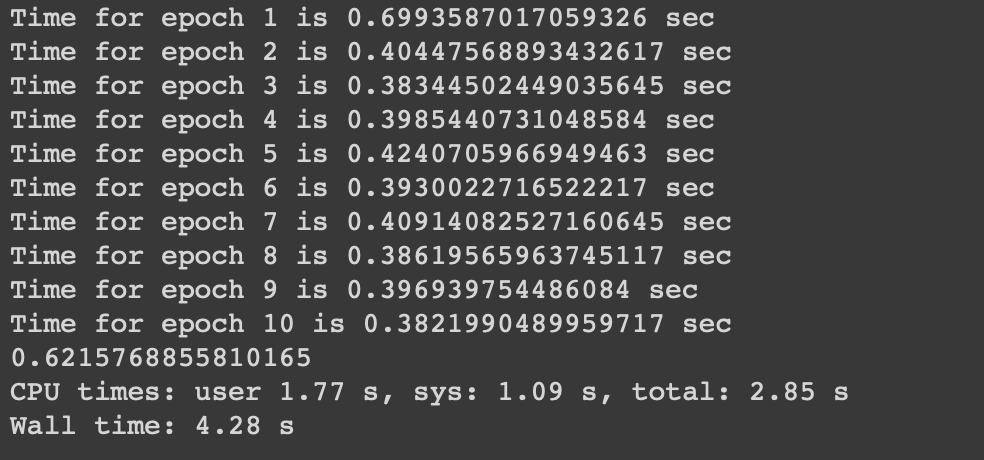 Time for epoch 1 is 0.6993587017059326 sec
Time for epoch 2 is 0.40447568893432617 sec
Time for epoch 3 is 0.38344502449035645 sec
Time for epoch 4 is 0.3985440731048584 sec
Time for epoch 5 is 0.4240705966949463 sec
Time for epoch 6 is 0.3930022716522217 sec
Time for epoch 7 is 0.40914082527160645 sec
Time for epoch 8 is 0.38619565963745117 sec
Time for epoch 9 is 0.396939754486084 sec
Time for epoch 10 is 0.3821990489959717 sec
0.6215768855810165
CPU times: user 1.77 s, sys: 1.09 s, total: 2.85 s
Wall time: 4.28 s